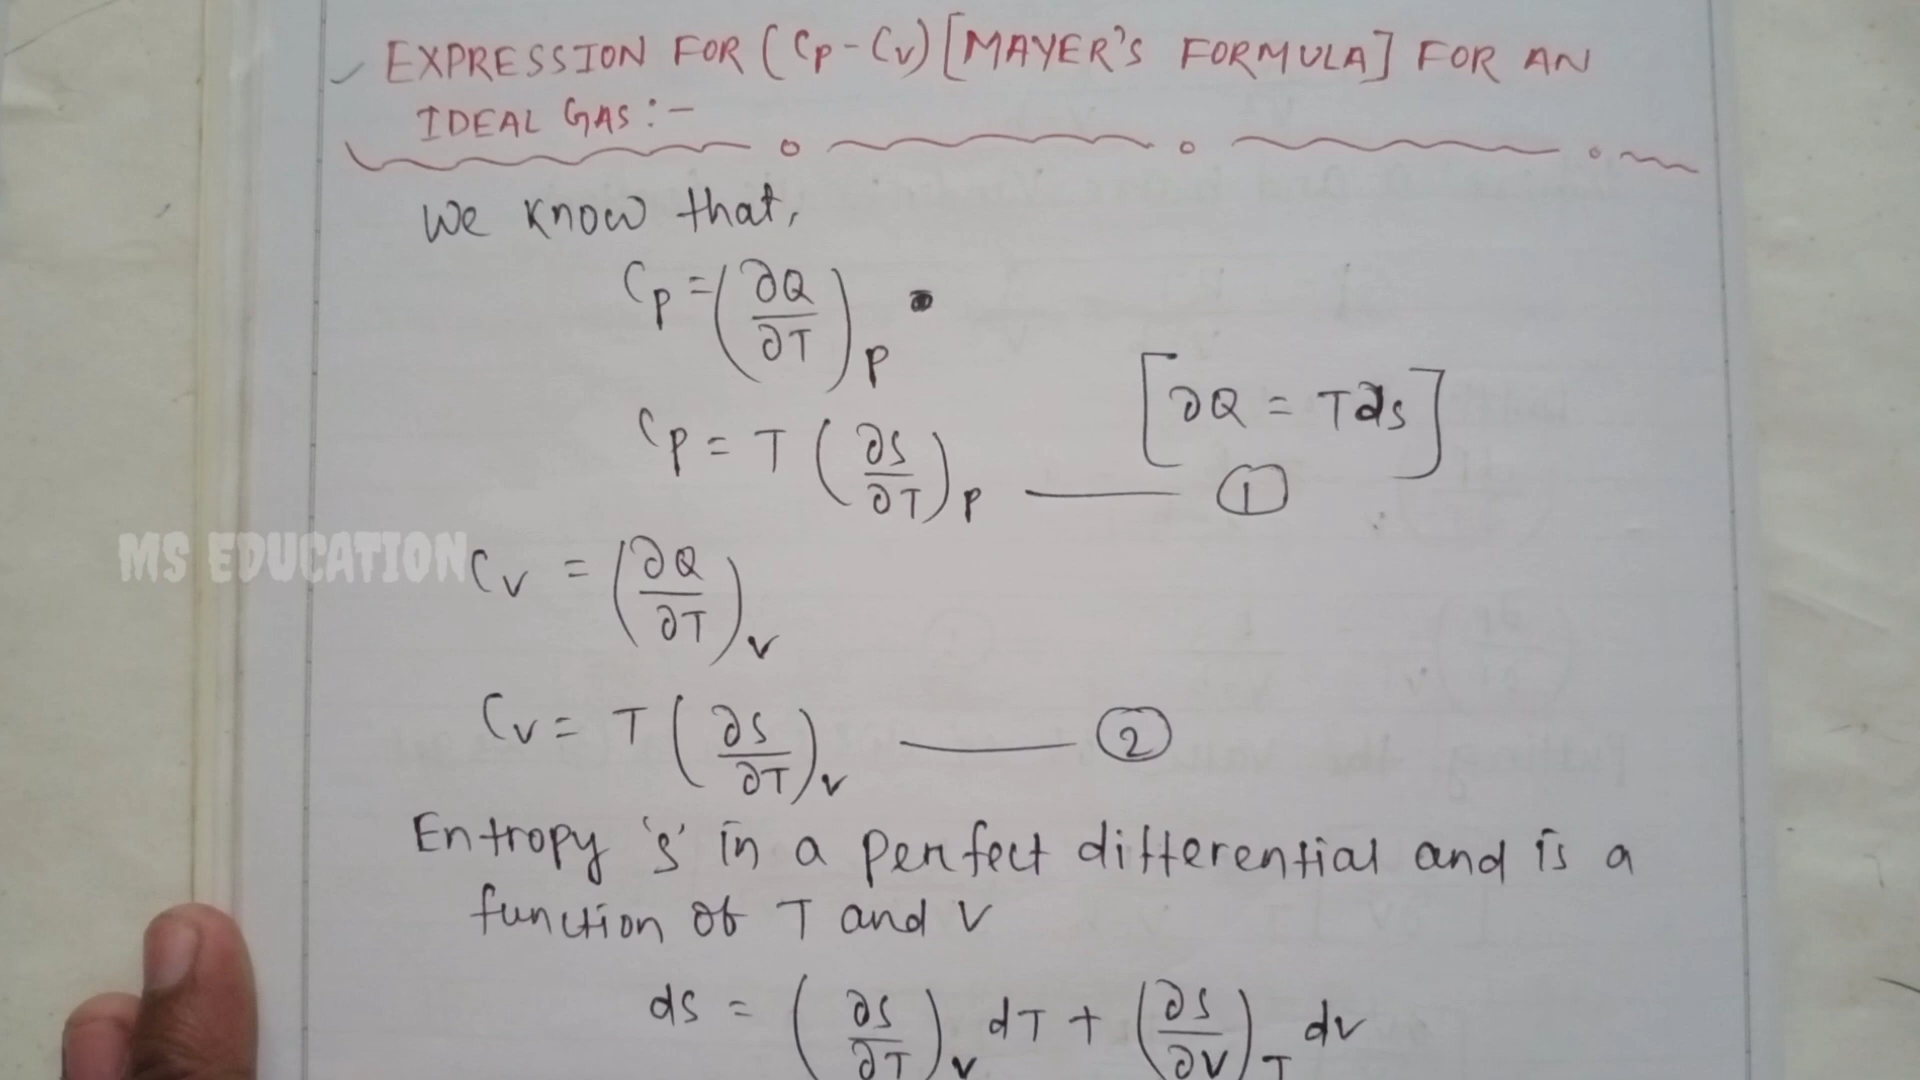 EXPRESSION FOR (Cp - Cv) [MAYER'S FORMULA] FOR AN
IDEAL GAS:-
We know that,
Cp = (∂Q/∂T)P
[∂Q = T∂s]
Cp = T (∂S/∂T)P —— ①
MS EDUCATION
Cv = (∂Q/∂T)v
Cv = T (∂S/∂T)v —— ②
Entropy 's' in a perfect differential and is a
function of T and V
ds = (∂S/∂T)v dT + (∂S/∂V)T dv